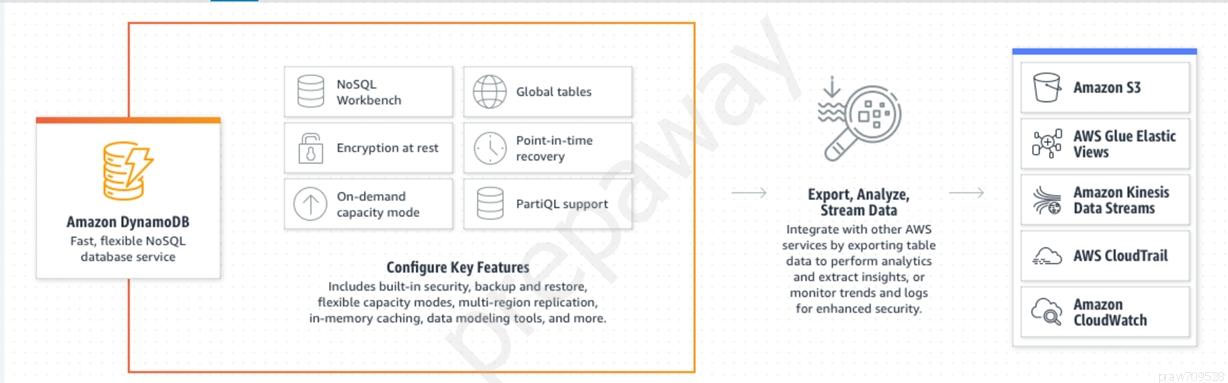 NoSQL
Workbench
Global tables
Encryption at rest
Point-in-time
recovery
On-demand
capacity mode
PartiQL support
Amazon DynamoDB
Fast, flexible NoSQL
database service
Configure Key Features
Includes built-in security, backup and restore,
flexible capacity modes, multi-region replication,
in-memory caching, data modeling tools, and more.
Export, Analyze,
Stream Data
Integrate with other AWS
services by exporting table
data to perform analytics
and extract insights, or
monitor trends and logs
for enhanced security.
Amazon S3
AWS Glue Elastic
Views
Amazon Kinesis
Data Streams
AWS CloudTrail
Amazon
CloudWatch
prepaway